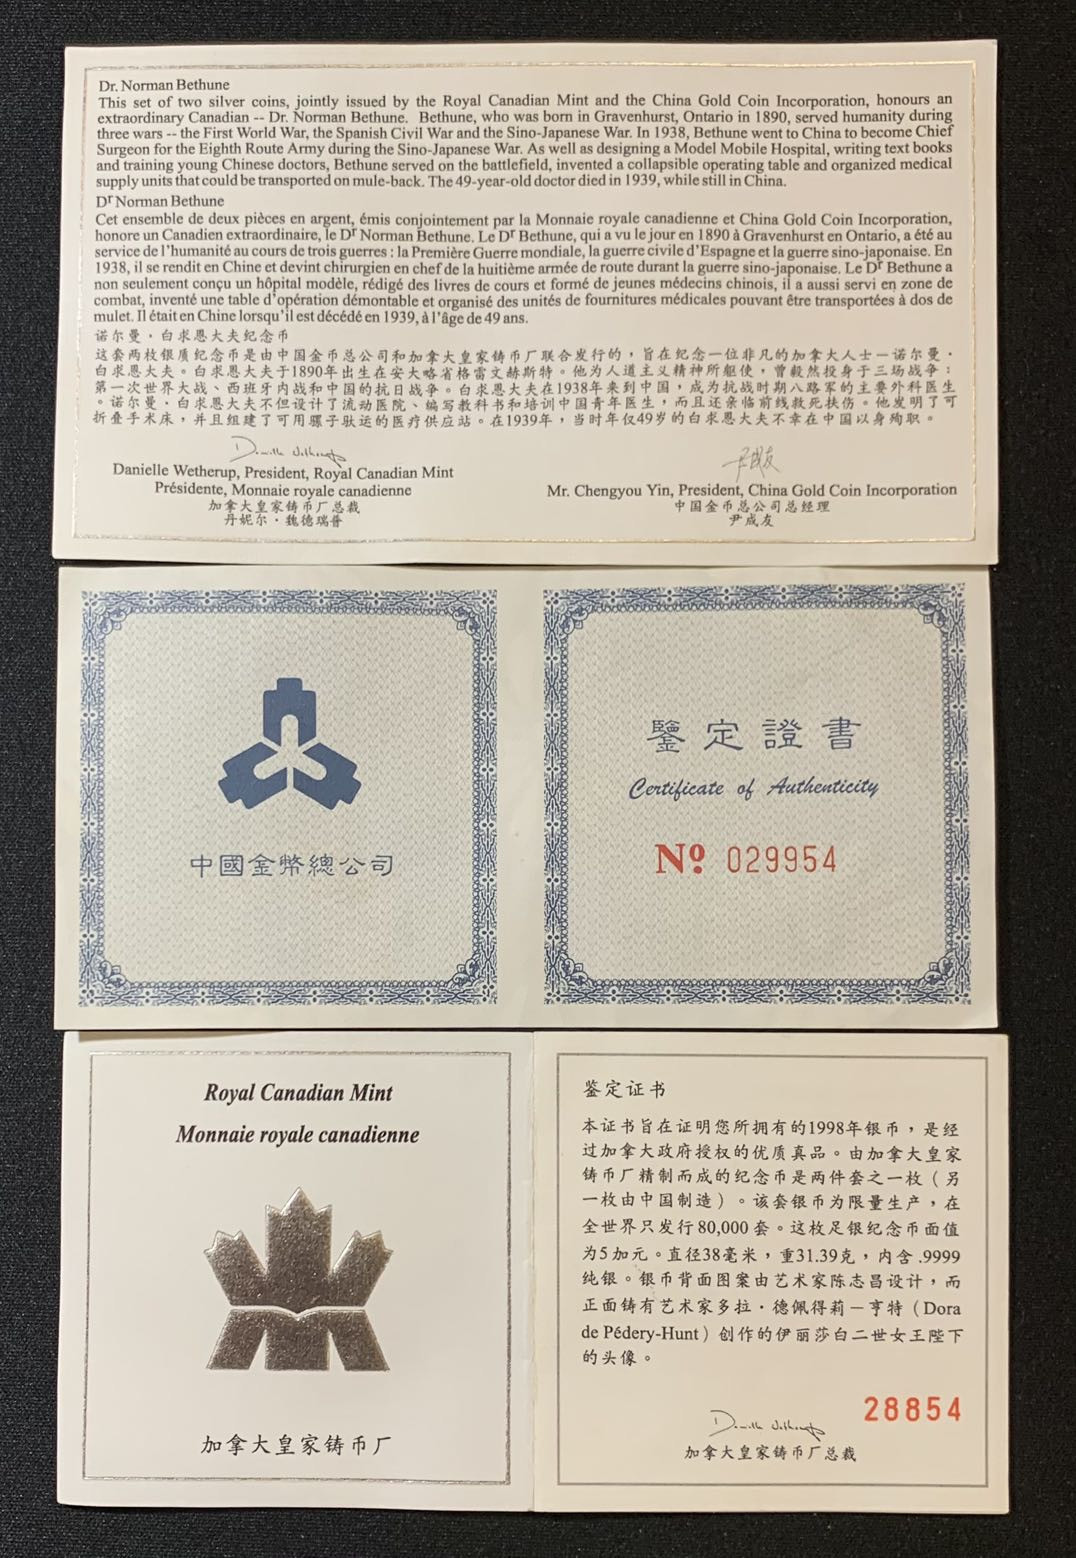 Dr. Norman Bethune
This set of two silver coins, jointly issued by the Royal Canadian Mint and the China Gold Coin Incorporation, honours an
extraordinary Canadian -- Dr. Norman Bethune. Bethune, who was born in Gravenhurst, Ontario in 1890, served humanity during
three wars -- the First World War, the Spanish Civil War and the Sino-Japanese War. In 1938, Bethune went to China to become Chief
Surgeon for the Eighth Route Army during the Sino-Japanese War. As well as designing a Model Mobile Hospital, writing text books
and training young Chinese doctors, Bethune served on the battlefield, invented a collapsible operating table and organized medical
supply units that could be transported on mule-back. The 49-year-old doctor died in 1939, while still in China.
Dr Norman Bethune
Cet ensemble de deux pièces en argent, émis conjointement par la Monnaie royale canadienne et China Gold Coin Incorporation,
honore un Canadien extraordinaire, le Dr Norman Bethune. Le Dr Bethune, qui a vu le jour en 1890 à Gravenhurst en Ontario, a été au
service de l'humanité au cours de trois guerres : la Première Guerre mondiale, la guerre civile d'Espagne et la guerre sino-japonaise. En
1938, il se rendit en Chine et devint chirurgien en chef de la huitième armée de route durant la guerre sino-japonaise. Le Dr Bethune a
non seulement conçu un hôpital modèle, rédigé des livres de cours et formé de jeunes médecins chinois, il a aussi servi en zone de
combat, inventé une table d'opération démontable et organisé des unités de fournitures médicales pouvant être transportées à dos de
mulet. Il était en Chine lorsqu'il est décédé en 1939, à l'âge de 49 ans.
诺尔曼·白求恩大夫纪念币
这套两枚银质纪念币是由中国金币总公司和加拿大皇家铸币厂联合发行的，旨在纪念一位非凡的加拿大人士－诺尔曼·
白求恩大夫。白求恩大夫于1890年出生在安大略省格雷文赫斯特。他为人道主义精神所驱使，曾毅然投身于三场战争：
第一次世界大战、西班牙内战和中国的抗日战争。白求恩大夫在1938年来到中国，成为抗战时期八路军的主要外科医生
。诺尔曼·白求恩大夫不但设计了流动医院、编写教科书和培训中国青年医生，而且还亲临前线救死扶伤。他发明了可
折叠手术床，并且组建了可用骡子驮运的医疗供应站。在1939年，当时年仅49岁的白求恩大夫不幸在中国以身殉职。
Danielle Wetherup, President, Royal Canadian Mint
Présidente, Monnaie royale canadienne
加拿大皇家铸币厂总裁
丹妮尔·魏德瑞普
尹成友
Mr. Chengyou Yin, President, China Gold Coin Incorporation
中国金币总公司总经理
尹成友
中國金幣總公司
鑒定證書
Certificate of Authenticity
Nº 029954
Royal Canadian Mint
Monnaie royale canadienne
加拿大皇家铸币厂
鉴定证书
本证书旨在证明您所拥有的1998年银币，是经
过加拿大政府授权的优质真品。由加拿大皇家
铸币厂精制而成的纪念币是两件套之一枚（另
一枚由中国制造）。该套银币为限量生产，在
全世界只发行80,000套。这枚足银纪念币面值
为5加元。直径38毫米，重31.39克，内含 .9999
纯银。银币背面图案由艺术家陈志昌设计，而
正面铸有艺术家多拉·德佩得莉－亨特（Dora
de Pédery-Hunt）创作的伊丽莎白二世女王陛下
的头像。
28854
加拿大皇家铸币厂总裁